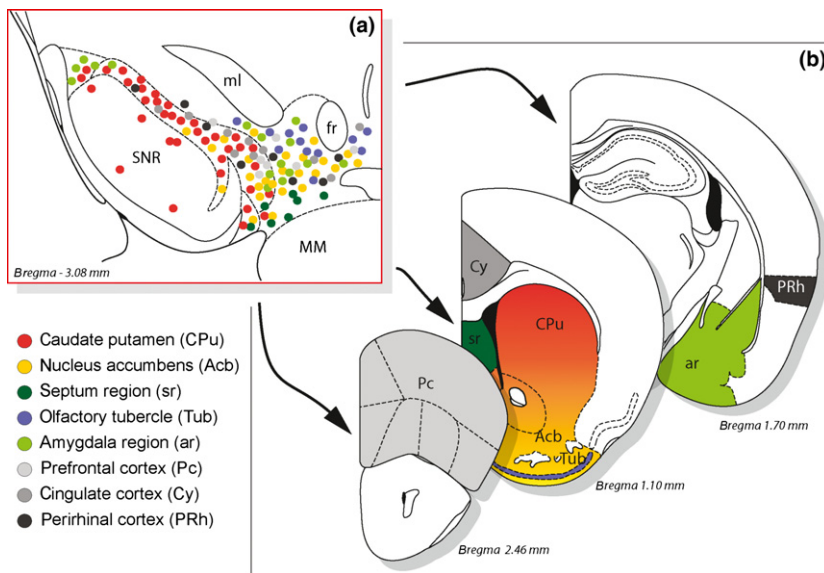 (a)
ml
fr
SNR
MM
Bregma - 3.08 mm
(b)
Cy
CPu
sr
PRh
ar
Pc
Acb
Tub
Bregma 1.70 mm
Bregma 1.10 mm
Bregma 2.46 mm
Caudate putamen (CPu)
Nucleus accumbens (Acb)
Septum region (sr)
Olfactory tubercle (Tub)
Amygdala region (ar)
Prefrontal cortex (Pc)
Cingulate cortex (Cy)
Perirhinal cortex (PRh)